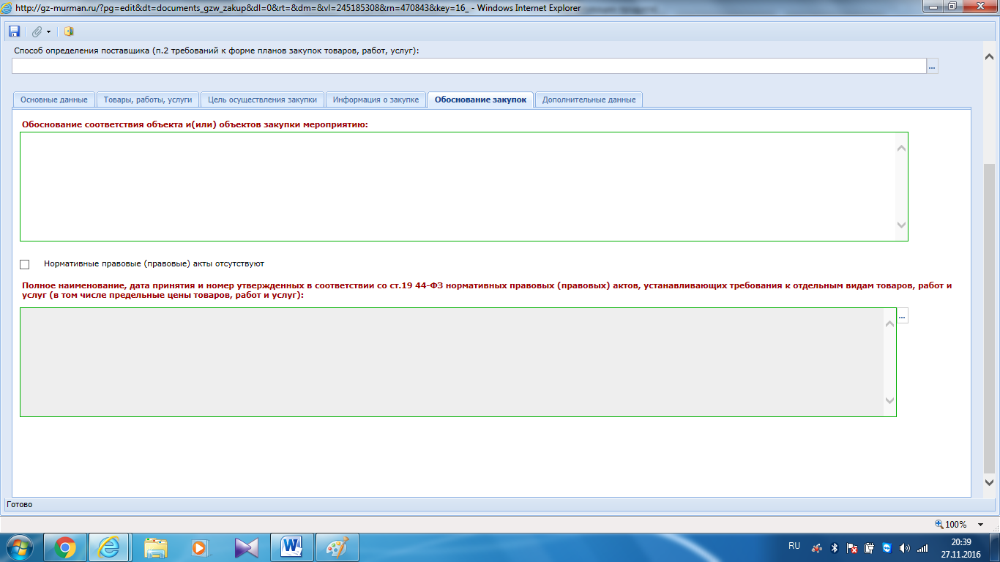 http://gz-murman.ru/?pg=edit&dt=documents_gzw_zakup&dl=0&rt=&dm=&vl=245185308&rn=470843&key=16_ - Windows Internet Explorer
Способ определения поставщика (п.2 требований к форме планов закупок товаров, работ, услуг):
...
Основные данные Товары, работы, услуги Цель осуществления закупки Информация о закупке Обоснование закупок Дополнительные данные
Обоснование соответствия объекта и(или) объектов закупки мероприятию:
Нормативные правовые (правовые) акты отсутствуют
Полное наименование, дата принятия и номер утвержденных в соответствии со ст.19 44-ФЗ нормативных правовых (правовых) актов, устанавливающих требования к отдельным видам товаров, работ и
услуг (в том числе предельные цены товаров, работ и услуг):
...
Готово
100%
RU
20:39
27.11.2016